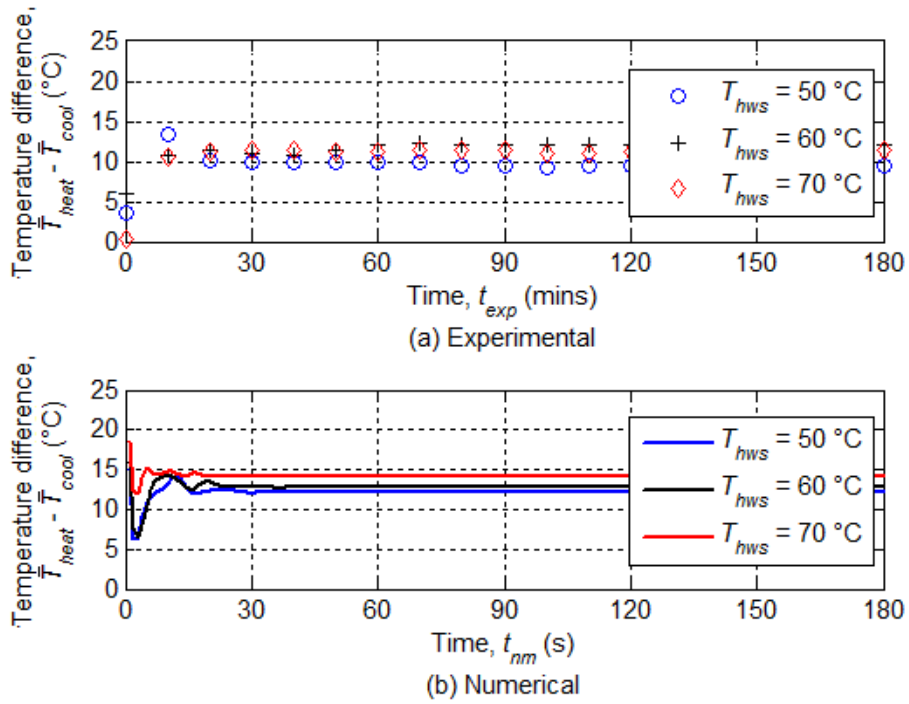 Temperature difference,
T̿heat - T̿cool (°C)
25
20
15
10
5
0
Thws = 50 °C
Thws = 60 °C
Thws = 70 °C
0 30 60 90 120 150 180
Time, texp (mins)
(a) Experimental
Temperature difference,
T̿heat - T̿cool (°C)
25
20
15
10
5
0
Thws = 50 °C
Thws = 60 °C
Thws = 70 °C
0 30 60 90 120 150 180
Time, tnm (s)
(b) Numerical